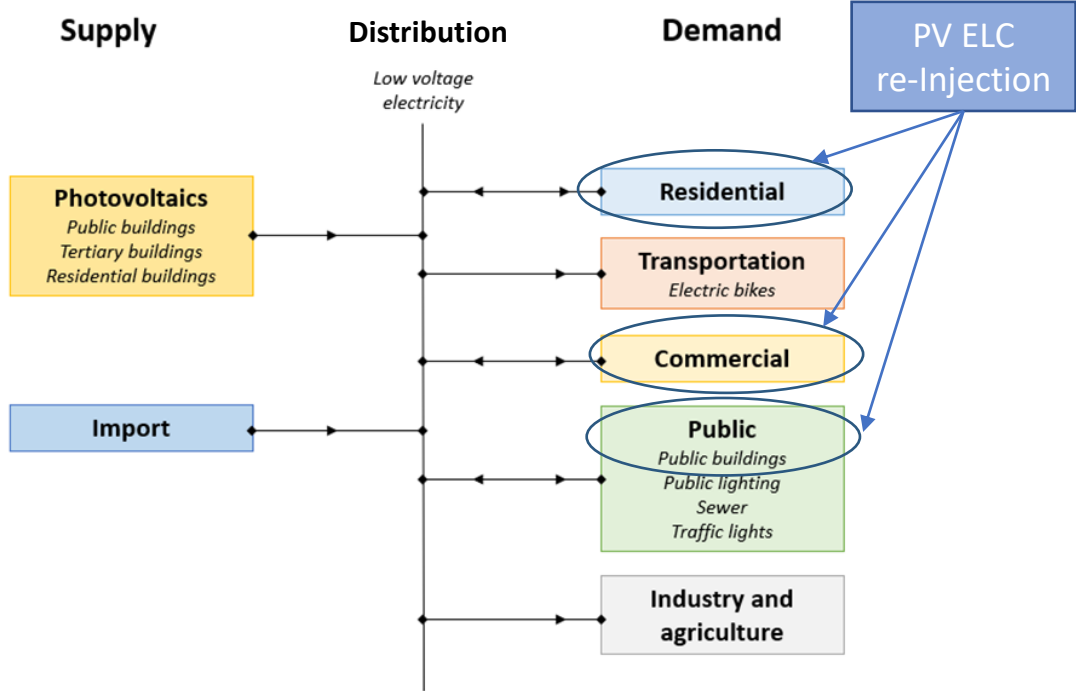 Supply
Distribution
Demand
PV ELC
re-Injection
Low voltage
electricity
Photovoltaics
Public buildings
Tertiary buildings
Residential buildings
Import
Residential
Transportation
Electric bikes
Commercial
Public
Public buildings
Public lighting
Sewer
Traffic lights
Industry and
agriculture